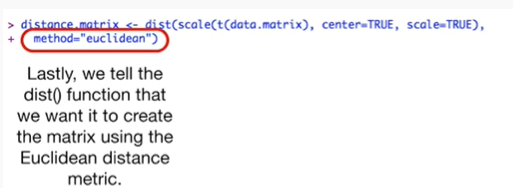 > distance.matrix <- dist(scale(t(data.matrix), center=TRUE, scale=TRUE),
+ method="euclidean")
Lastly, we tell the
dist() function that
we want it to create
the matrix using the
Euclidean distance
metric.